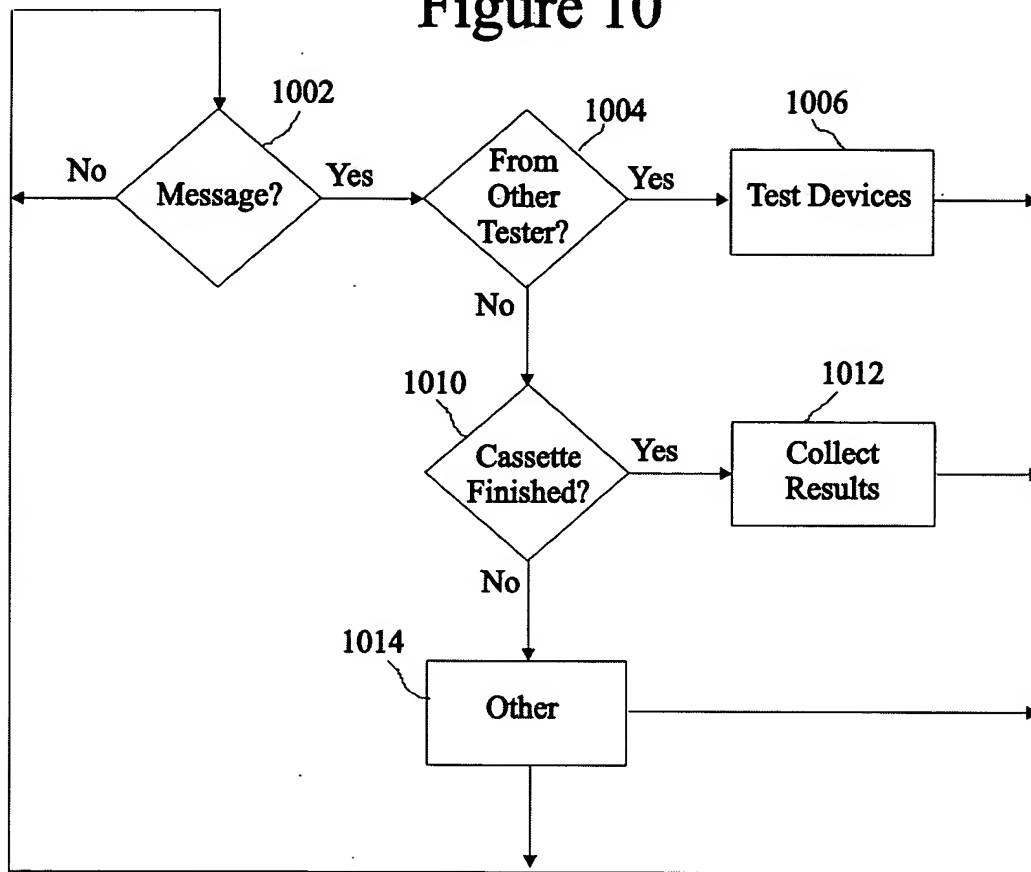 Figure 10
1002
1004
1006
No
Message?
Yes
From
Other
Tester?
Yes
Test Devices
No
1010
1012
Cassette
Finished?
Yes
Collect
Results
No
1014
Other